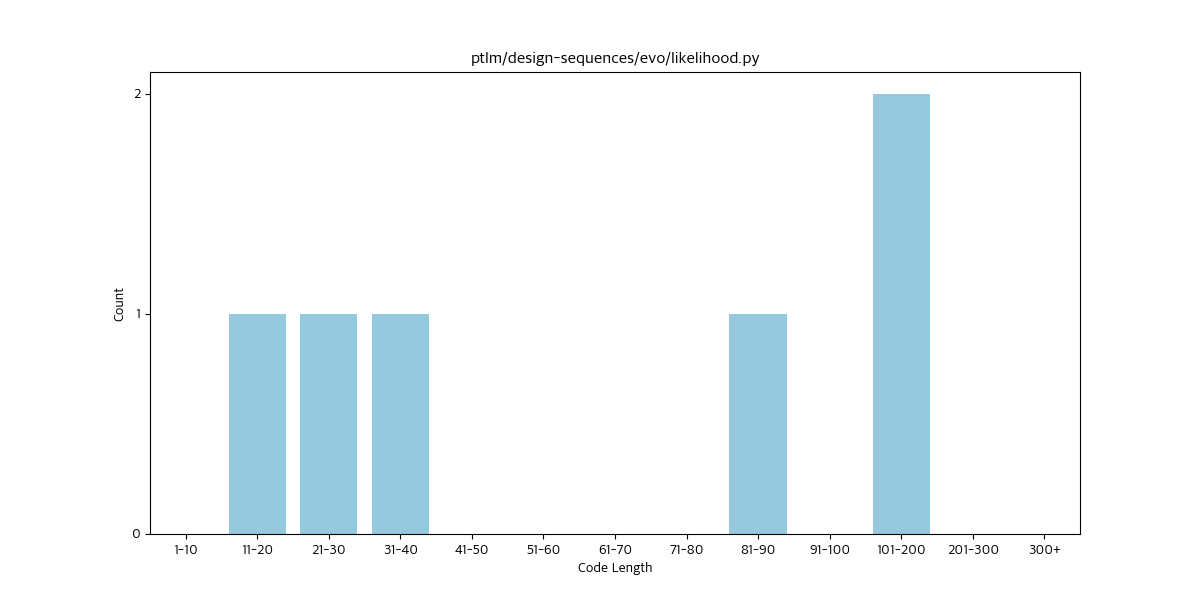 ptlm/design-sequences/evo/likelihood.py
2
1
0
Count
1-10 11-20 21-30 31-40 41-50 51-60 61-70 71-80 81-90 91-100 101-200 201-300 300+
Code Length